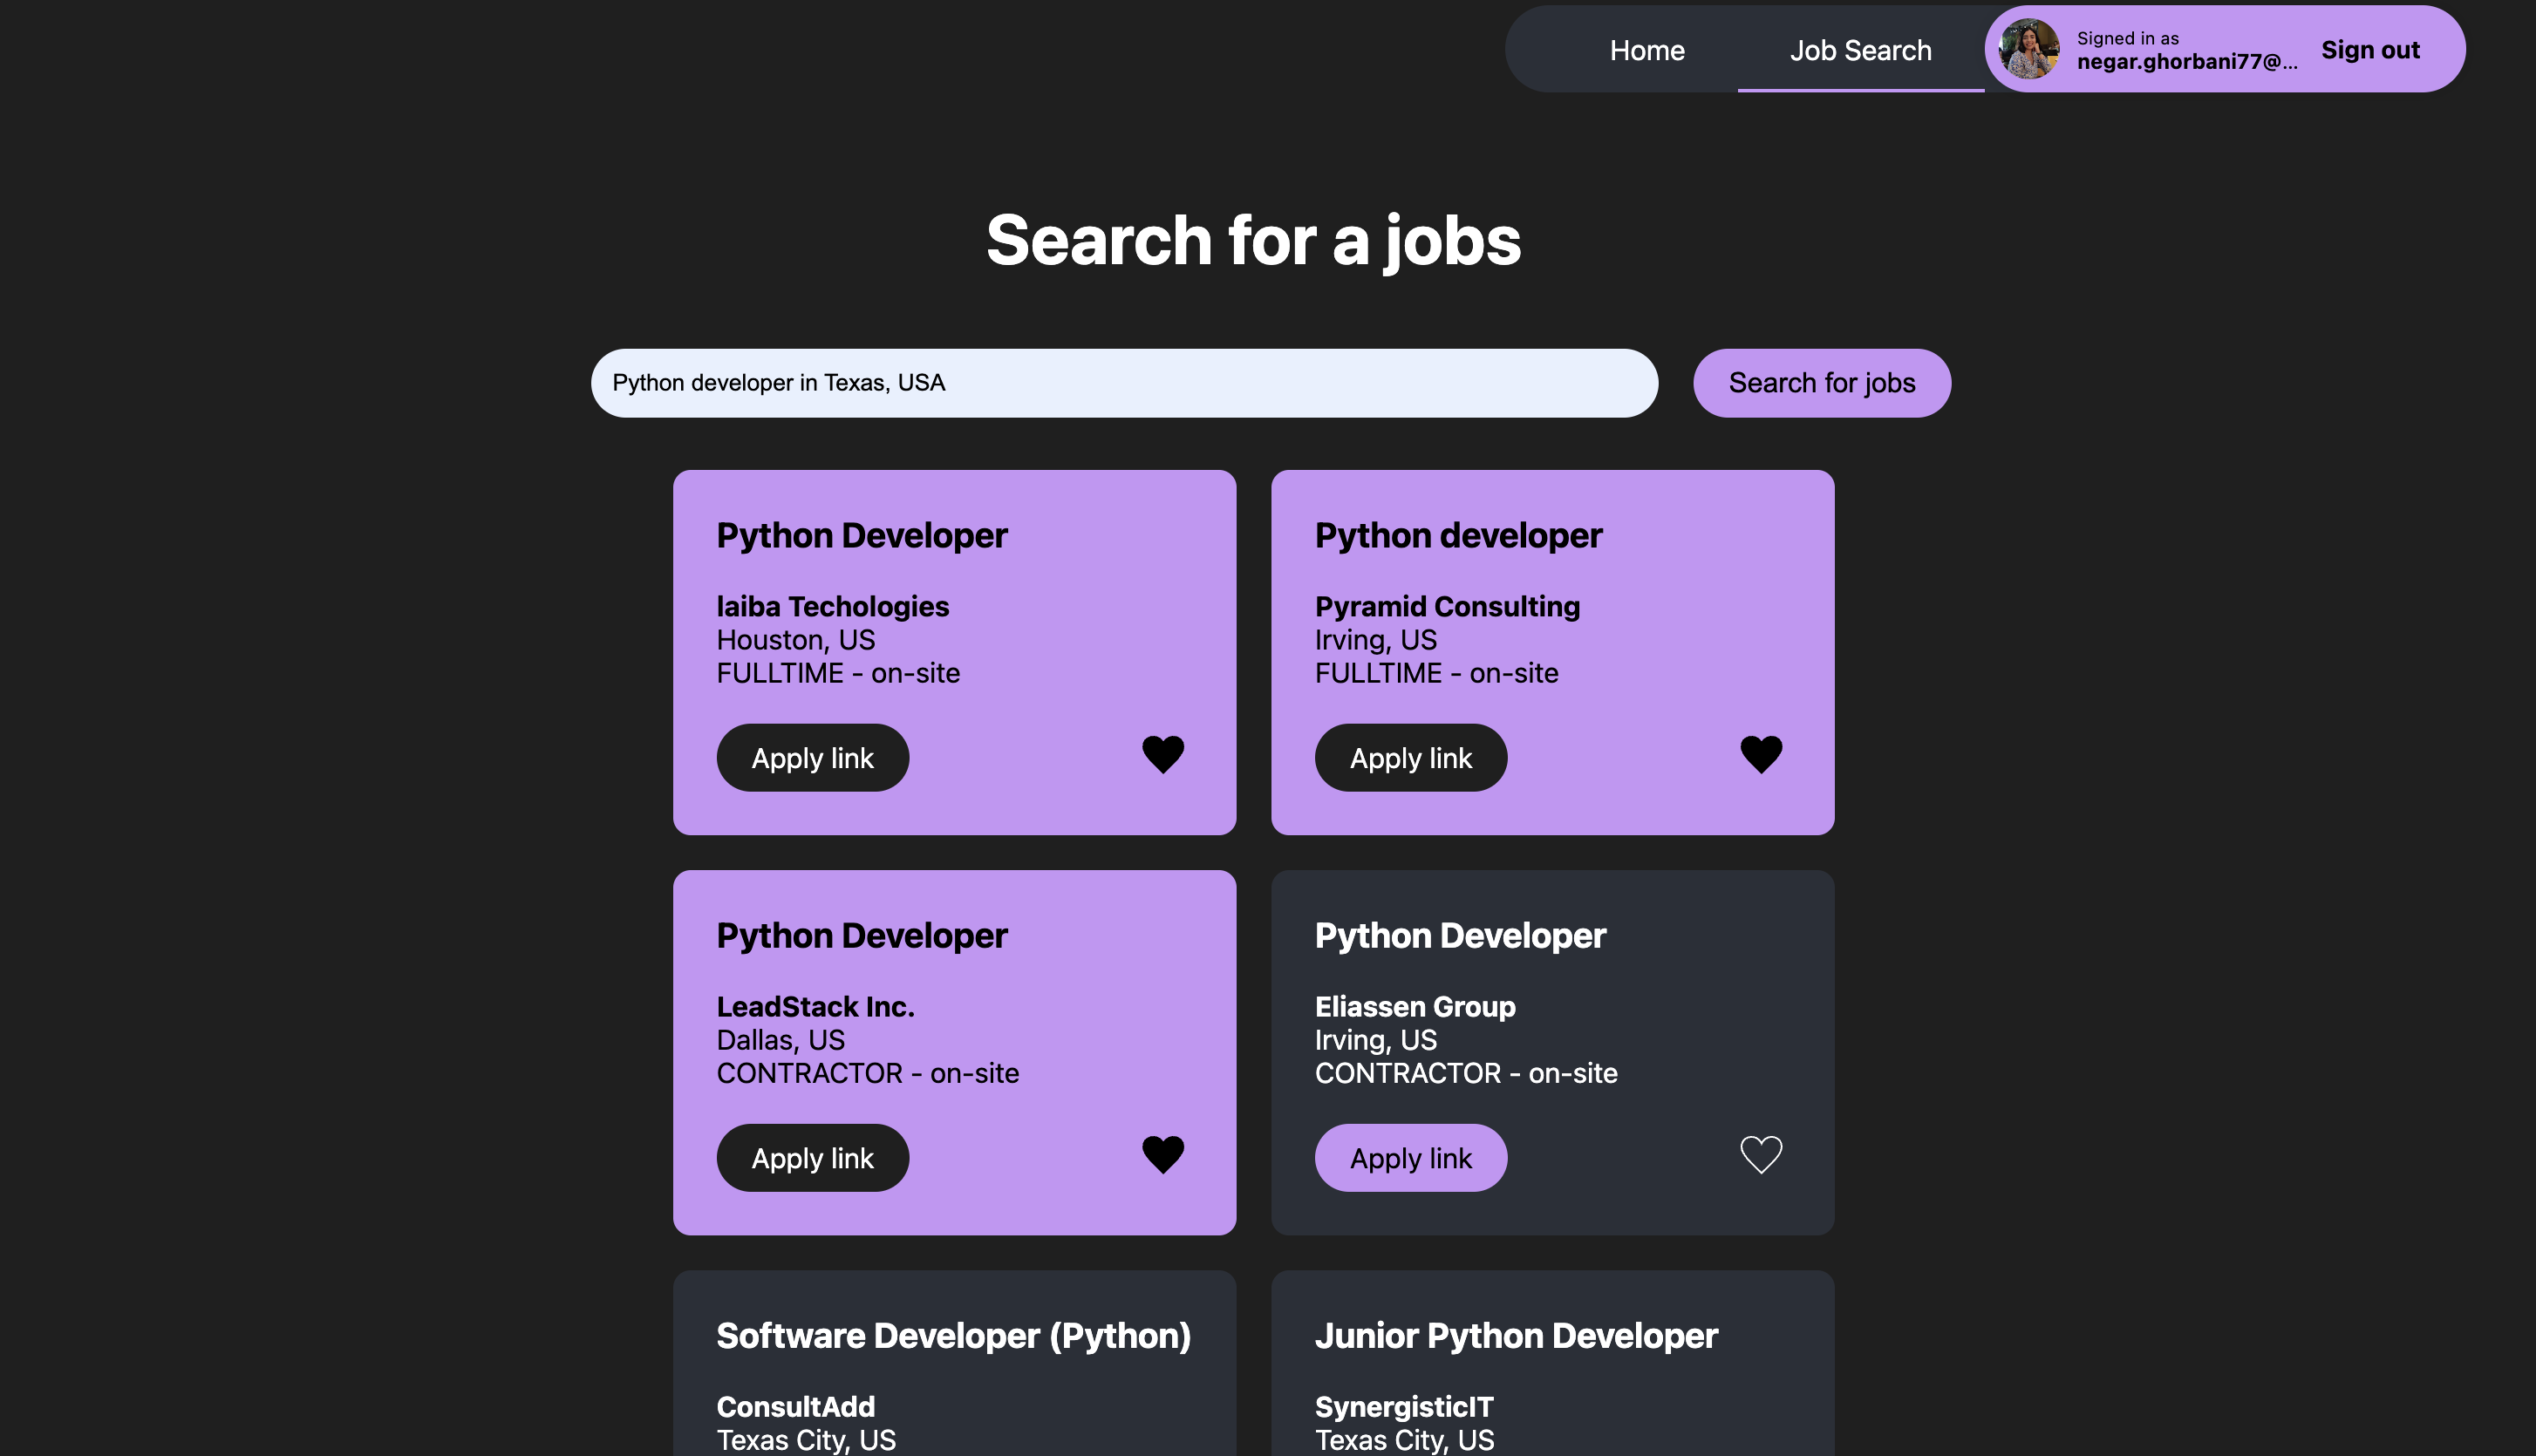 Home
Job Search
Signed in as
negar.ghorbani77@...
Sign out
Search for a jobs
Python developer in Texas, USA
Search for jobs
Python Developer
laiba Techologies
Houston, US
FULLTIME - on-site
Apply link
Python developer
Pyramid Consulting
Irving, US
FULLTIME - on-site
Apply link
Python Developer
LeadStack Inc.
Dallas, US
CONTRACTOR - on-site
Apply link
Python Developer
Eliassen Group
Irving, US
CONTRACTOR - on-site
Apply link
Software Developer (Python)
ConsultAdd
Texas City, US
Junior Python Developer
SynergisticIT
Texas City, US